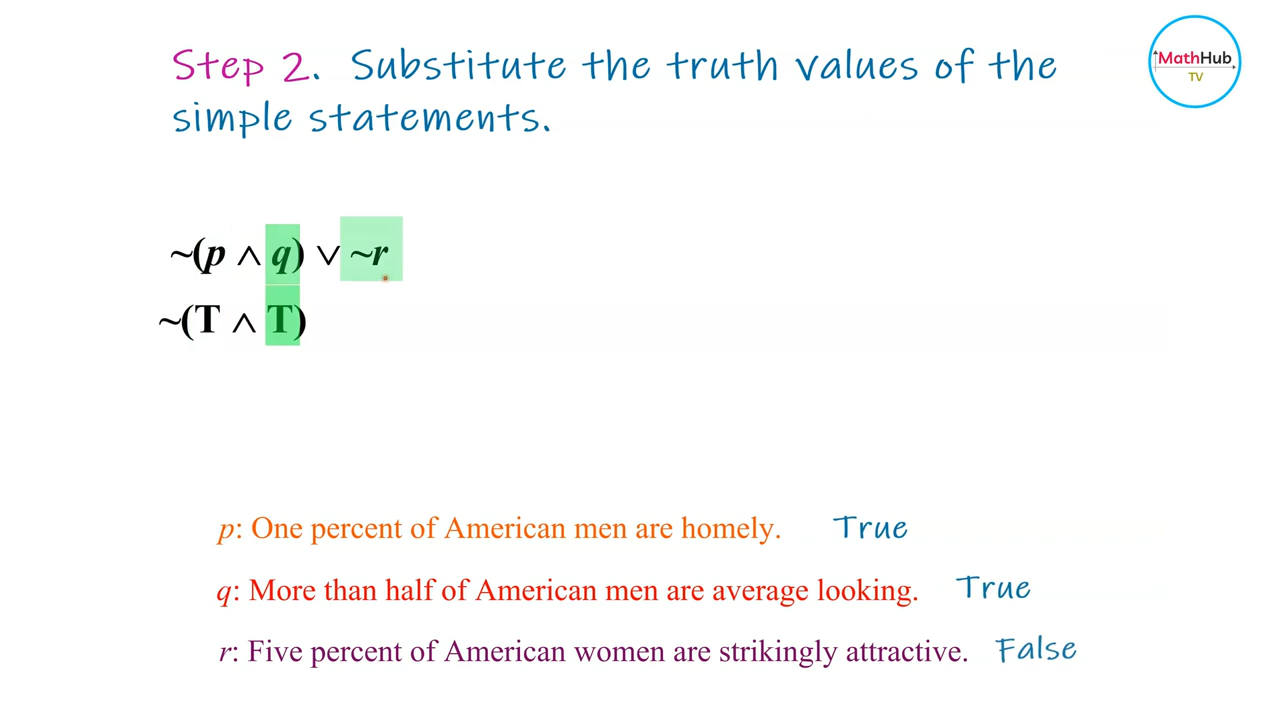 Step 2. Substitute the truth values of the
simple statements.
MathHub
TV
~(p ∧ q) ∨ ~r
~(T ∧ T)
p: One percent of American men are homely. True
q: More than half of American men are average looking. True
r: Five percent of American women are strikingly attractive. False